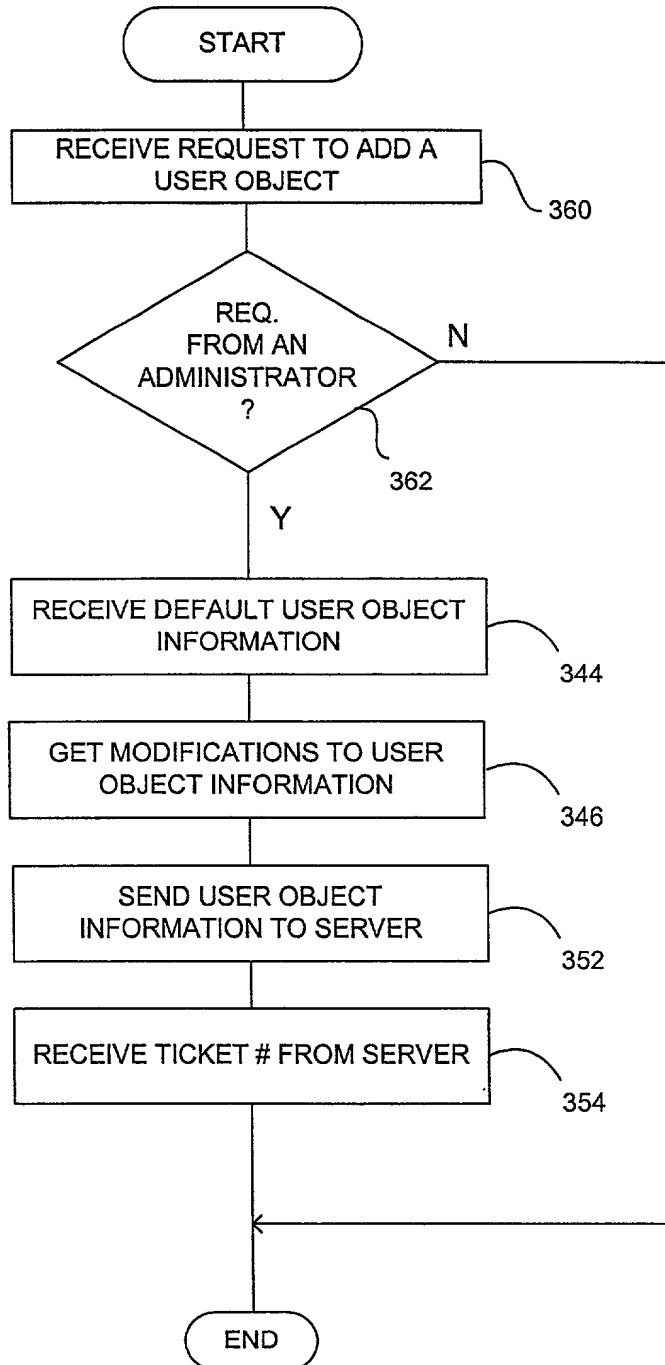 START
RECEIVE REQUEST TO ADD A
USER OBJECT
360
REQ.
FROM AN
ADMINISTRATOR
?
N
362
Y
RECEIVE DEFAULT USER OBJECT
INFORMATION
344
GET MODIFICATIONS TO USER
OBJECT INFORMATION
346
SEND USER OBJECT
INFORMATION TO SERVER
352
RECEIVE TICKET # FROM SERVER
354
END